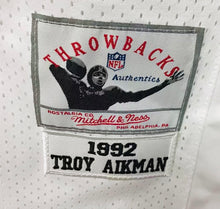 THROWBACKS
NFL
Authentics
NOSTALGIA CO.
Mitchell & Ness
PHILADELPHIA, PA
1992
TROY AIKMAN